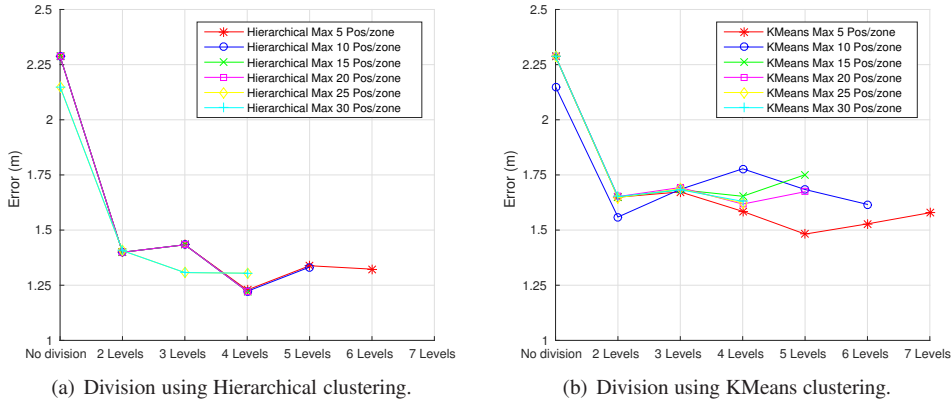 2.5
2.25
2
1.75
1.5
1.25
1
Error (m)
Hierarchical Max 5 Pos/zone
Hierarchical Max 10 Pos/zone
Hierarchical Max 15 Pos/zone
Hierarchical Max 20 Pos/zone
Hierarchical Max 25 Pos/zone
Hierarchical Max 30 Pos/zone
No division 2 Levels 3 Levels 4 Levels 5 Levels 6 Levels 7 Levels
(a) Division using Hierarchical clustering.
2.5
2.25
2
1.75
1.5
1.25
1
Error (m)
KMeans Max 5 Pos/zone
KMeans Max 10 Pos/zone
KMeans Max 15 Pos/zone
KMeans Max 20 Pos/zone
KMeans Max 25 Pos/zone
KMeans Max 30 Pos/zone
No division 2 Levels 3 Levels 4 Levels 5 Levels 6 Levels 7 Levels
(b) Division using KMeans clustering.